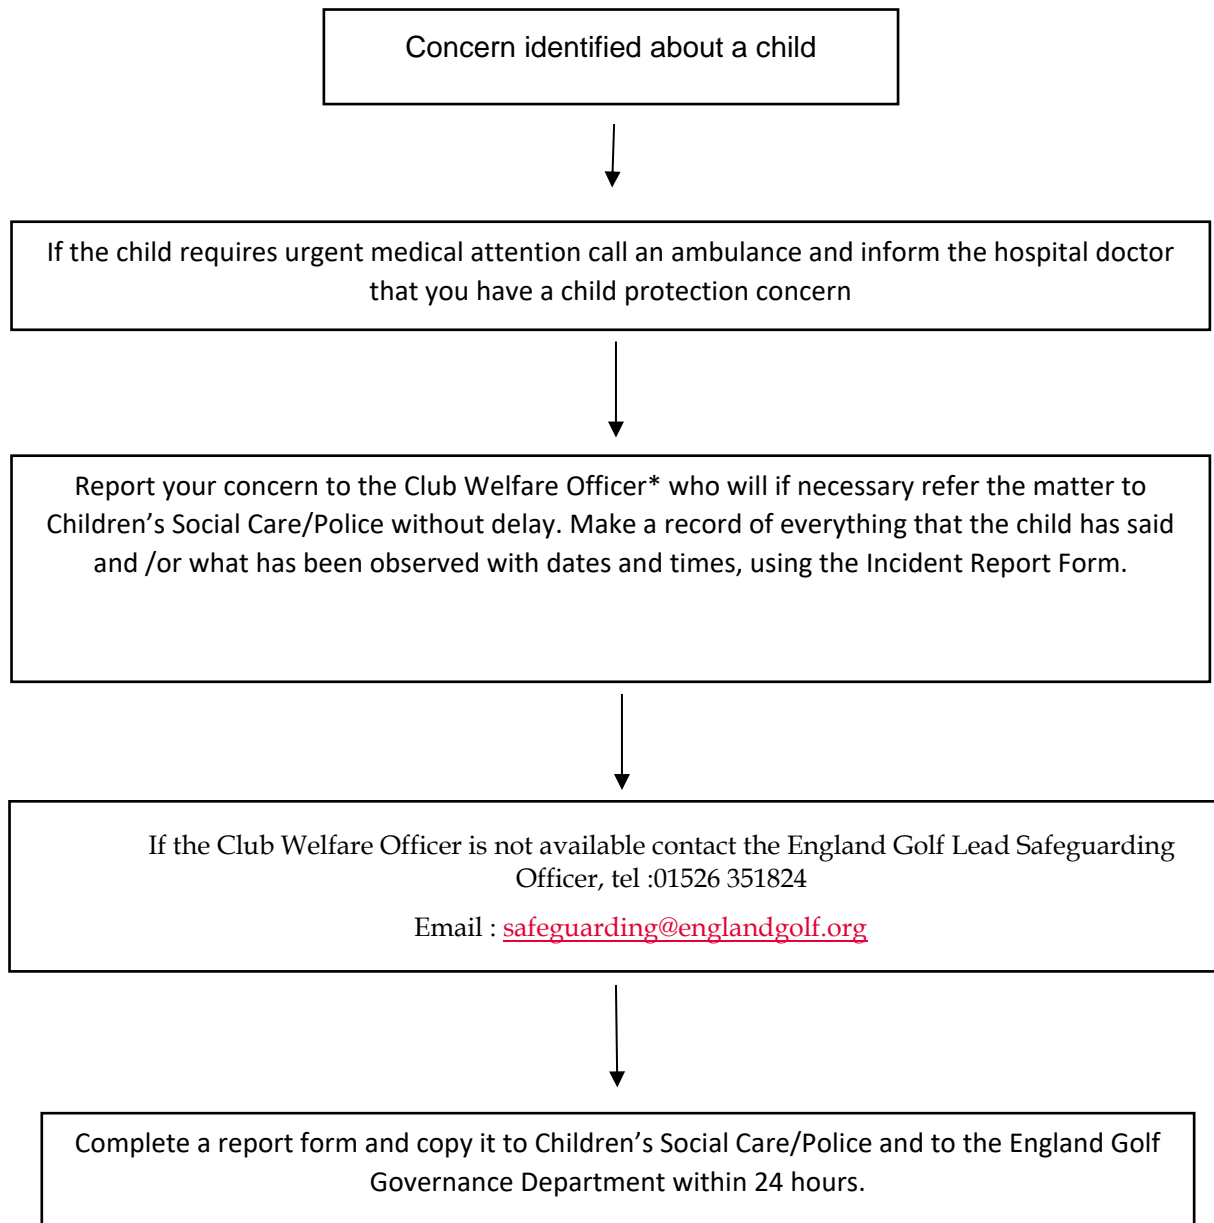 Concern identified about a child
If the child requires urgent medical attention call an ambulance and inform the hospital doctor
that you have a child protection concern
Report your concern to the Club Welfare Officer* who will if necessary refer the matter to
Children’s Social Care/Police without delay. Make a record of everything that the child has said
and /or what has been observed with dates and times, using the Incident Report Form.
If the Club Welfare Officer is not available contact the England Golf Lead Safeguarding
Officer, tel :01526 351824
Email : safeguarding@englandgolf.org
Complete a report form and copy it to Children’s Social Care/Police and to the England Golf
Governance Department within 24 hours.